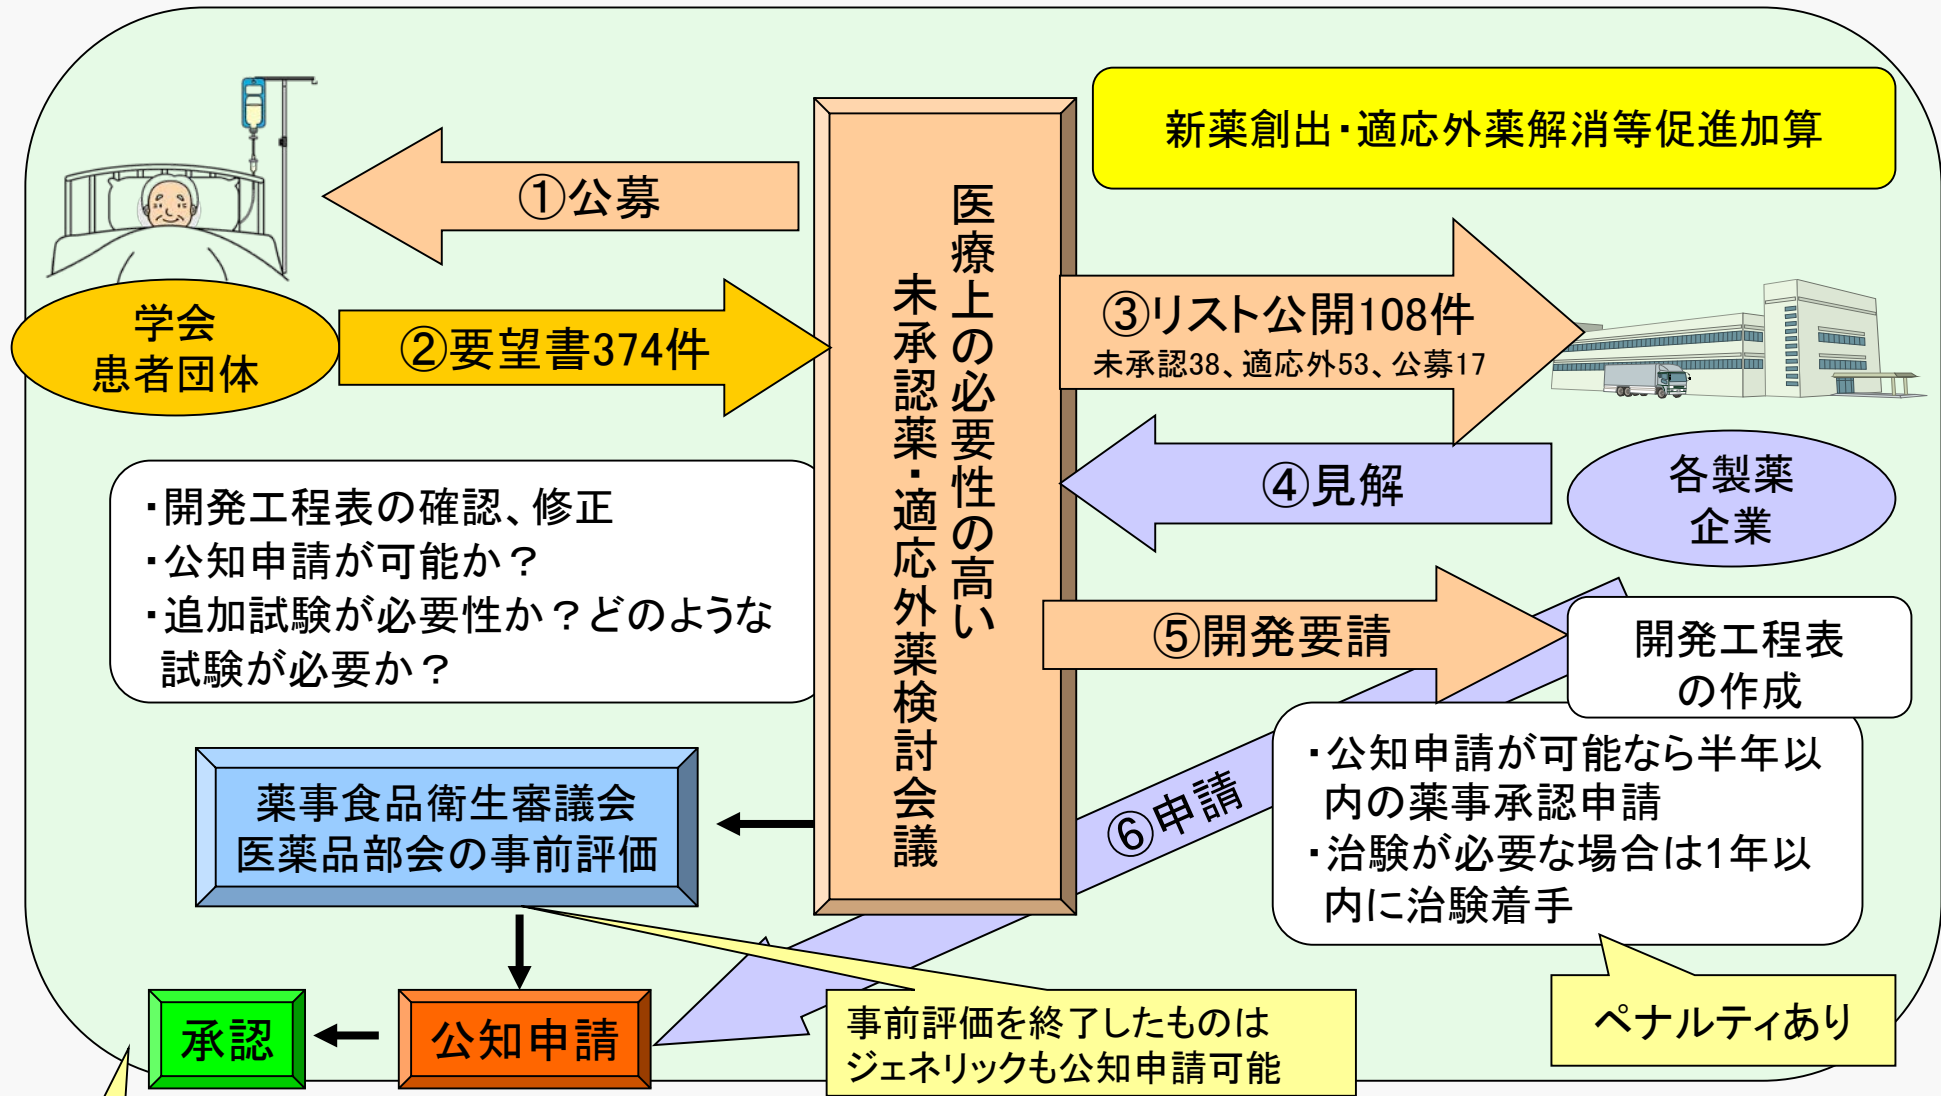 新薬創出・適応外薬解消等促進加算
①公募
医療上の必要性の高い
未承認薬・適応外薬検討会議
学会
患者団体
②要望書374件
③リスト公開108件
未承認38、適応外53、公募17
④見解
各製薬
企業
・開発工程表の確認、修正
・公知申請が可能か？
・追加試験が必要性か？どのような
試験が必要か？
⑤開発要請
開発工程表
の作成
⑥申請
・公知申請が可能なら半年以
内の薬事承認申請
・治験が必要な場合は1年以
内に治験着手
薬事食品衛生審議会
医薬品部会の事前評価
承認
公知申請
事前評価を終了したものは
ジェネリックも公知申請可能
ペナルティあり